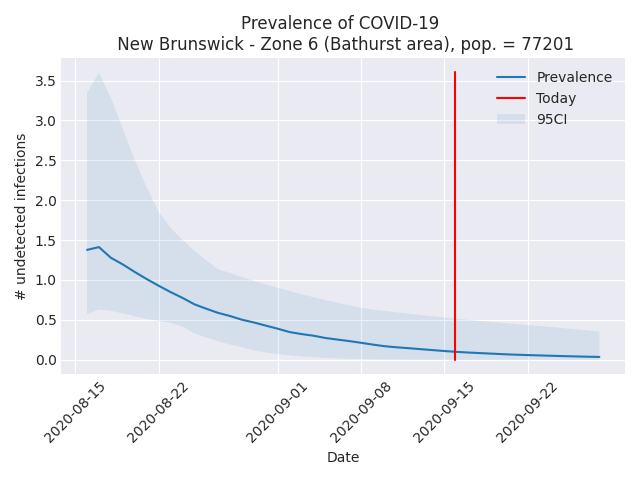 Prevalence of COVID-19
New Brunswick - Zone 6 (Bathurst area), pop. = 77201
Prevalence
Today
95CI
# undetected infections
3.5
3.0
2.5
2.0
1.5
1.0
0.5
0.0
2020-08-15
2020-08-22
2020-09-01
2020-09-08
2020-09-15
2020-09-22
Date